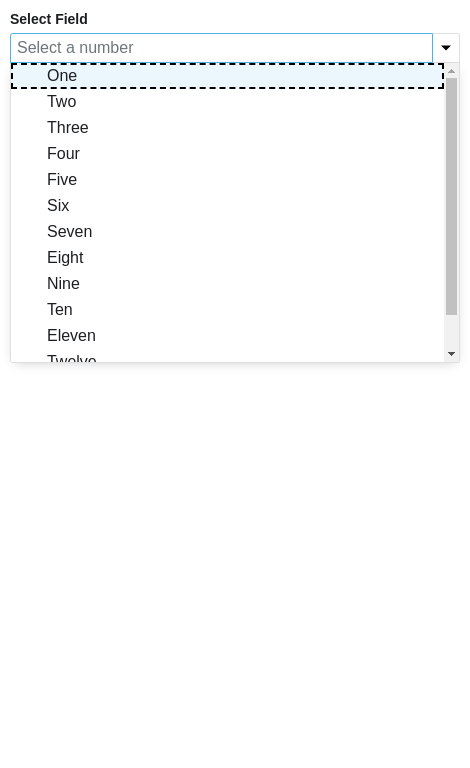 Select Field
Select a number
One
Two
Three
Four
Five
Six
Seven
Eight
Nine
Ten
Eleven
Twelve